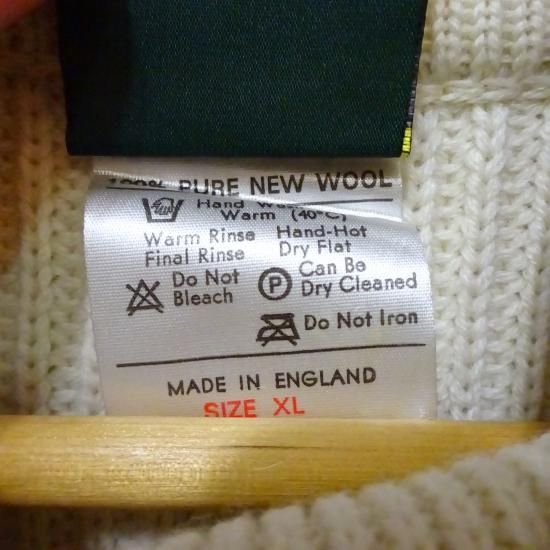 PURE NEW WOOL
Hand
Warm (40°C)
Warm Rinse Hand-Hot
Final Rinse Dry Flat
Do Not Bleach
P Can Be Dry Cleaned
Do Not Iron
MADE IN ENGLAND
SIZE XL